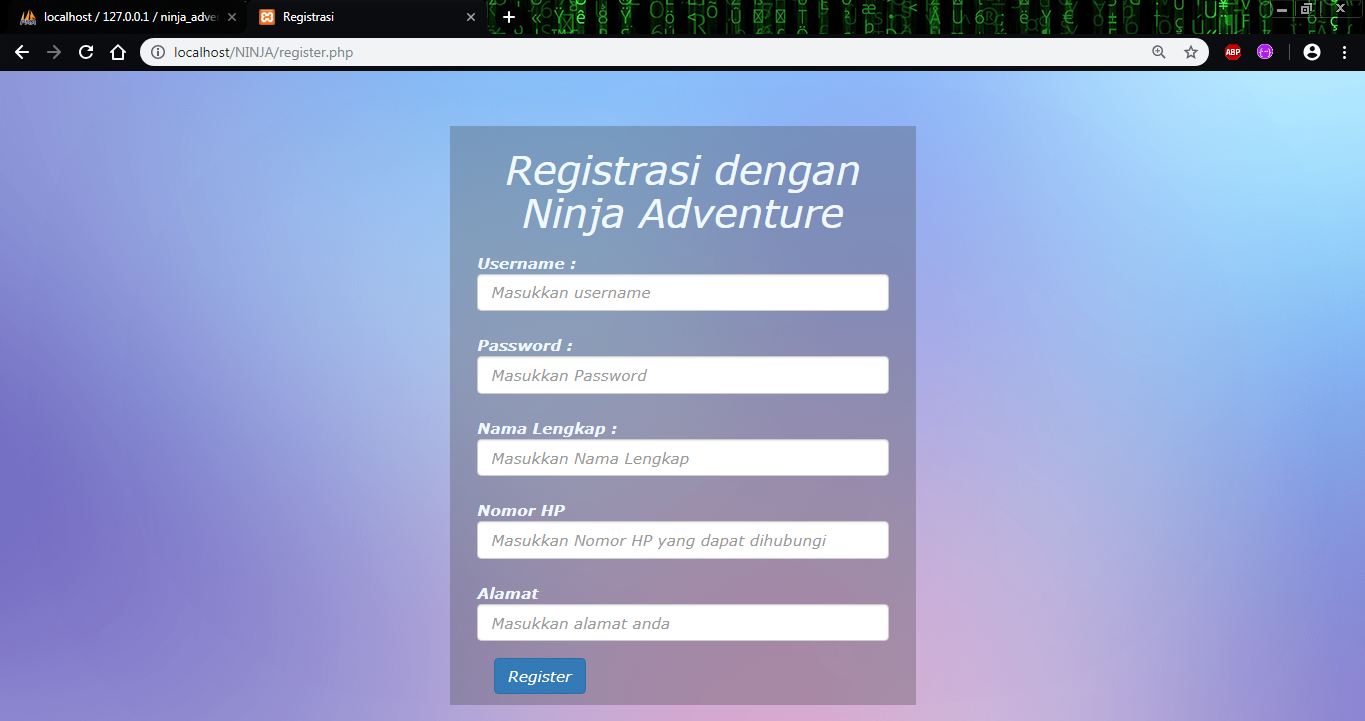 localhost / 127.0.0.1 / ninja_adve
Registrasi
localhost/NINJA/register.php
ABP
Registrasi dengan
Ninja Adventure
Username :
Masukkan username
Password :
Masukkan Password
Nama Lengkap :
Masukkan Nama Lengkap
Nomor HP
Masukkan Nomor HP yang dapat dihubungi
Alamat
Masukkan alamat anda
Register